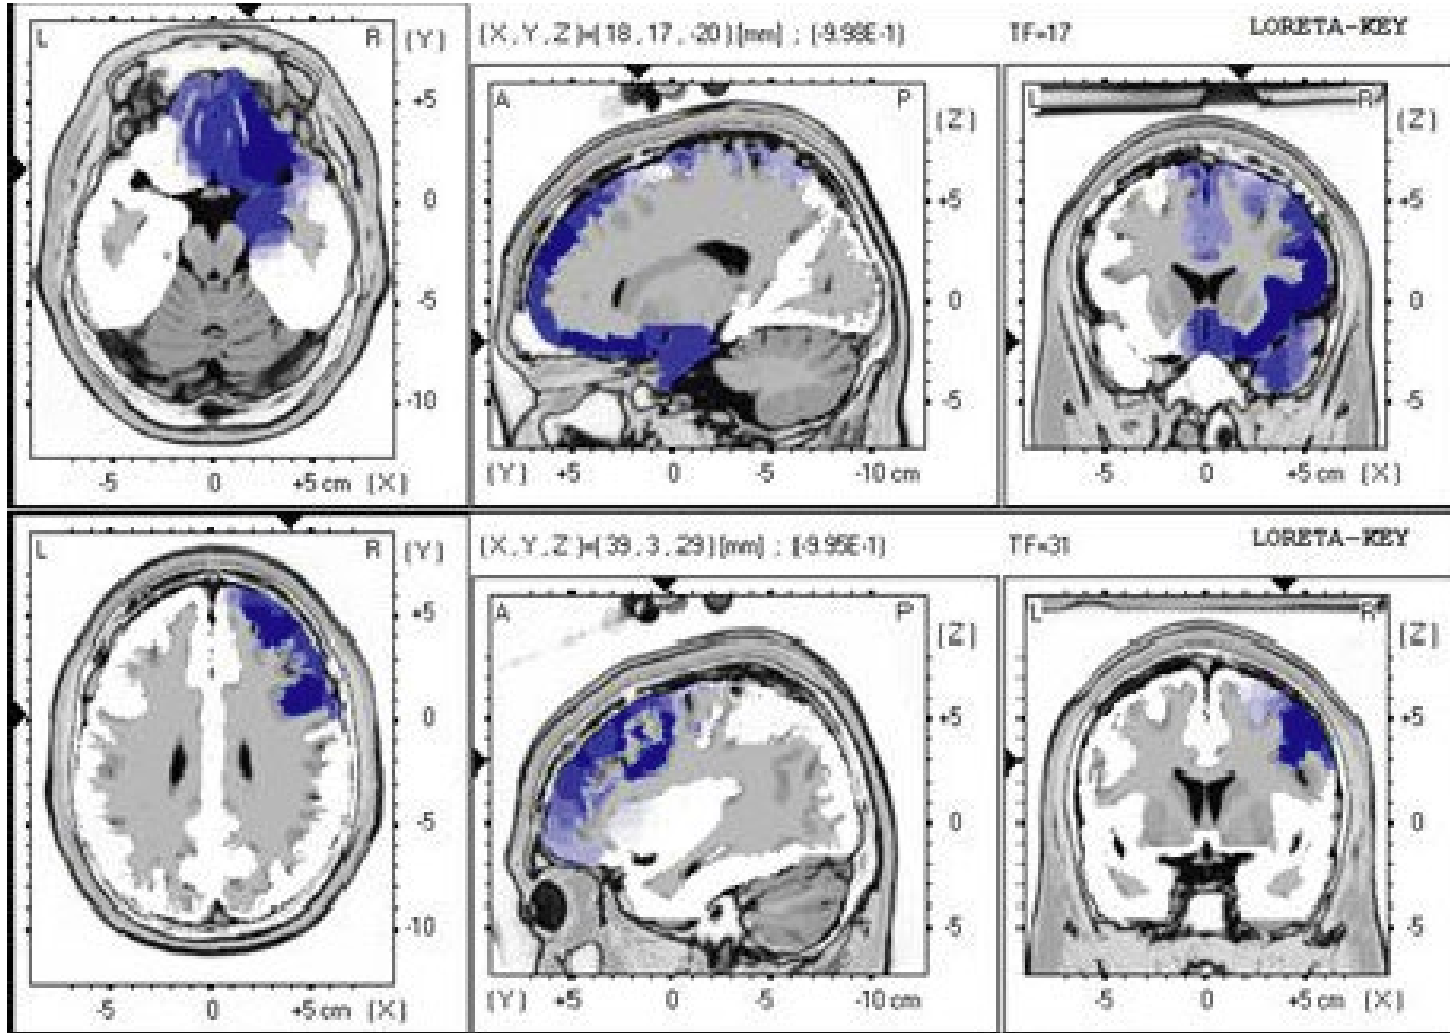 L R (Y) (X,Y,Z)=(18,17,-20)[mm] ; (-9.98E-1) TF=17 LORETA-KEY
+5
0
-5
-10
-5 0 +5 cm (X)
A P (Z)
+5
0
-5
(Y) +5 0 -5 -10 cm
L R (Z)
+5
0
-5
-5 0 +5 cm (X)
L R (Y) (X,Y,Z)=(39,3,29)[mm] ; (-9.95E-1) TF=31 LORETA-KEY
+5
0
-5
-10
-5 0 +5 cm (X)
A P (Z)
+5
0
-5
(Y) +5 0 -5 -10 cm
L R (Z)
+5
0
-5
-5 0 +5 cm (X)